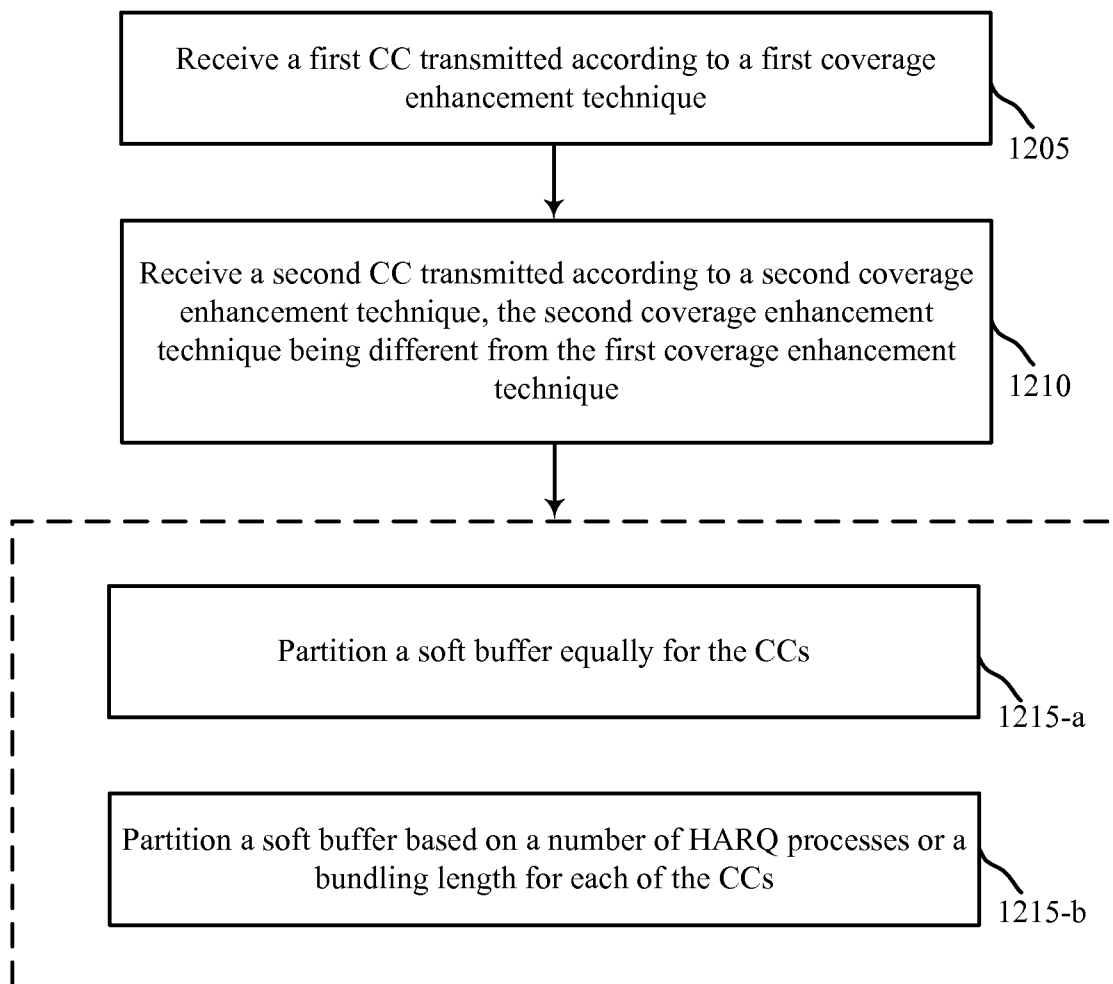 Receive a first CC transmitted according to a first coverage
enhancement technique
1205
Receive a second CC transmitted according to a second coverage
enhancement technique, the second coverage enhancement
technique being different from the first coverage enhancement
technique
1210
Partition a soft buffer equally for the CCs
1215-a
Partition a soft buffer based on a number of HARQ processes or a
bundling length for each of the CCs
1215-b